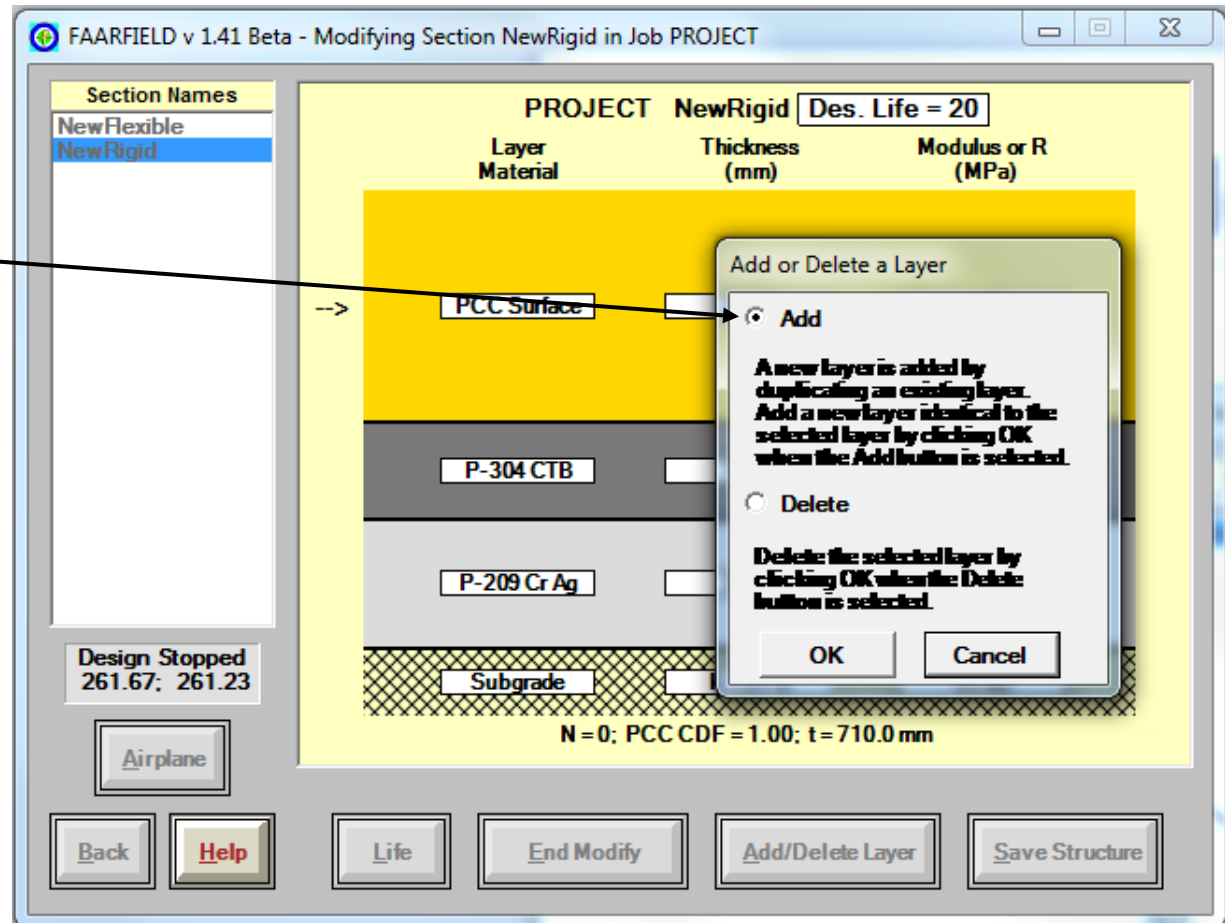 FAARFIELD v 1.41 Beta - Modifying Section NewRigid in Job PROJECT
Section Names
NewFlexible
NewRigid
PROJECT NewRigid Des. Life = 20
Layer Material
Thickness (mm)
Modulus or R (MPa)
-->
PCC Surface
P-304 CTB
P-209 Cr Ag
Subgrade
N = 0; PCC CDF = 1.00; t = 710.0 mm
Add or Delete a Layer
Add
A new layer is added by
duplicating an existing layer.
Add a new layer identical to the
selected layer by clicking OK
when the Add button is selected.
Delete
Delete the selected layer by
clicking OK when the Delete
button is selected.
OK
Cancel
Design Stopped
261.67; 261.23
Airplane
Back
Help
Life
End Modify
Add/Delete Layer
Save Structure